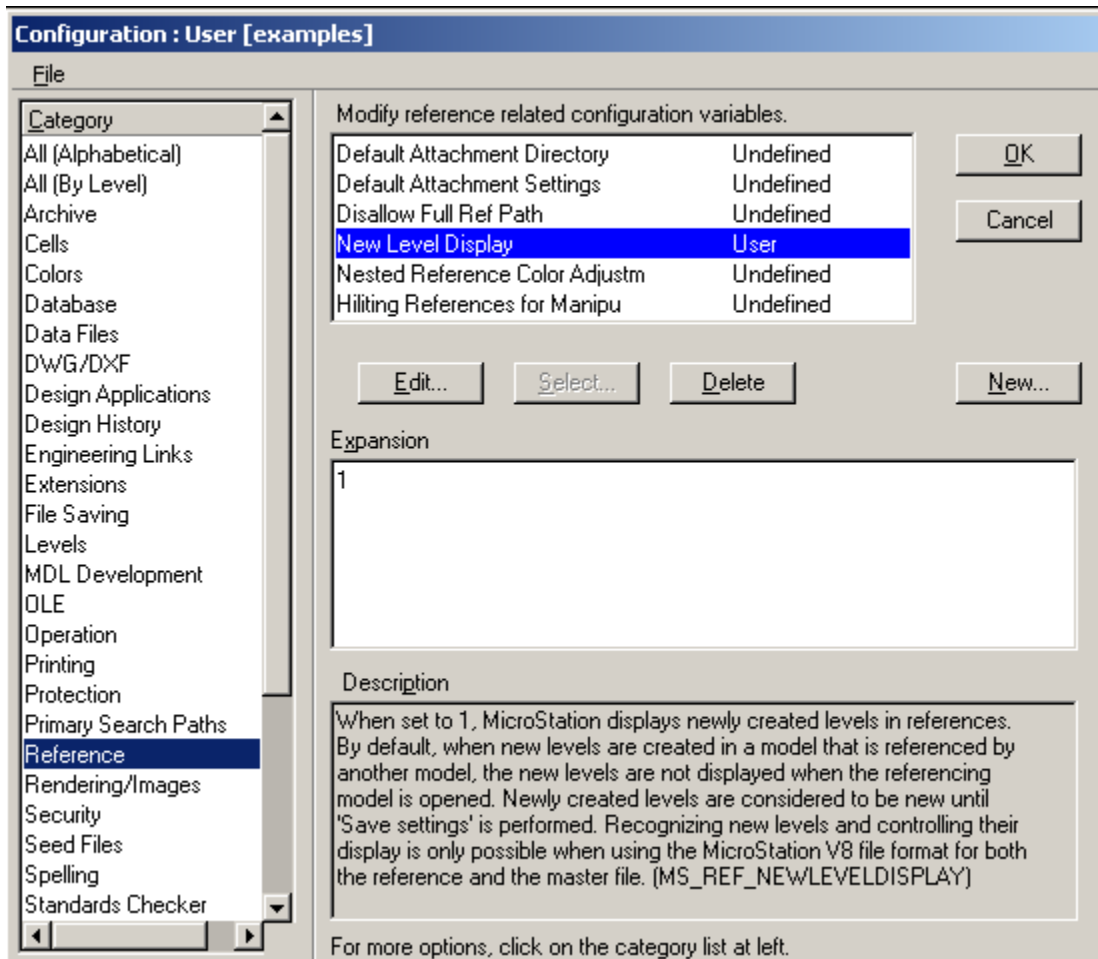 Configuration : User [examples]
File
Category
All (Alphabetical)
All (By Level)
Archive
Cells
Colors
Database
Data Files
DWG/DXF
Design Applications
Design History
Engineering Links
Extensions
File Saving
Levels
MDL Development
OLE
Operation
Printing
Protection
Primary Search Paths
Reference
Rendering/Images
Security
Seed Files
Spelling
Standards Checker
Modify reference related configuration variables.
Default Attachment Directory Undefined
Default Attachment Settings Undefined
Disallow Full Ref Path Undefined
New Level Display User
Nested Reference Color Adjustm Undefined
Hiliting References for Manipu Undefined
OK
Cancel
Edit... Select... Delete New...
Expansion
1
Description
When set to 1, MicroStation displays newly created levels in references.
By default, when new levels are created in a model that is referenced by
another model, the new levels are not displayed when the referencing
model is opened. Newly created levels are considered to be new until
'Save settings' is performed. Recognizing new levels and controlling their
display is only possible when using the MicroStation V8 file format for both
the reference and the master file. (MS_REF_NEWLEVELDISPLAY)
For more options, click on the category list at left.